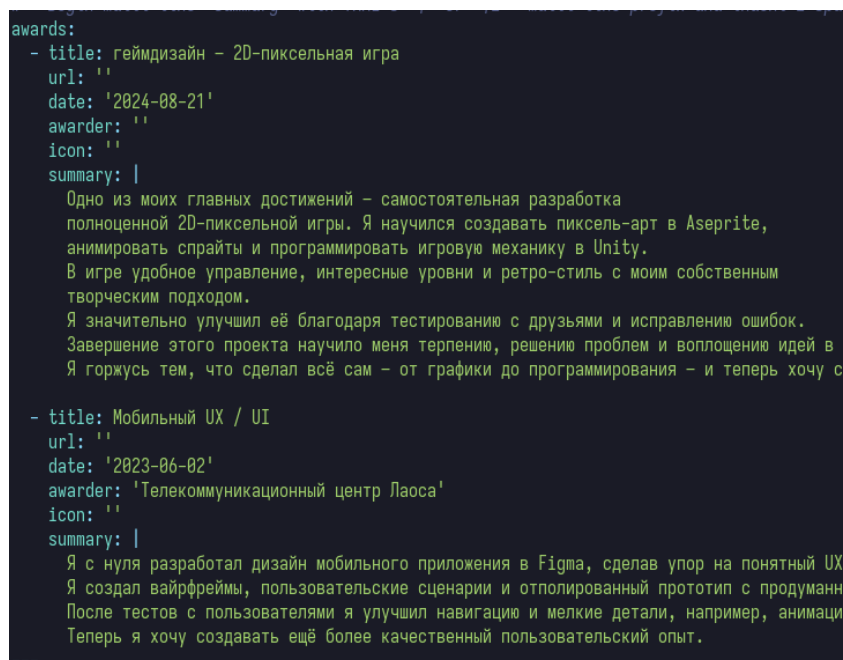 awards:
- title: геймдизайн – 2D-пиксельная игра
url: ''
date: '2024-08-21'
awarder: ''
icon: ''
summary: |
Одно из моих главных достижений – самостоятельная разработка
полноценной 2D-пиксельной игры. Я научился создавать пиксель-арт в Aseprite,
анимировать спрайты и программировать игровую механику в Unity.
В игре удобное управление, интересные уровни и ретро-стиль с моим собственным
творческим подходом.
Я значительно улучшил её благодаря тестированию с друзьями и исправлению ошибок.
Завершение этого проекта научило меня терпению, решению проблем и воплощению идей в
Я горжусь тем, что сделал всё сам – от графики до программирования – и теперь хочу
- title: Мобильный UX / UI
url: ''
date: '2023-06-02'
awarder: 'Телекоммуникационный центр Лаоса'
icon: ''
summary: |
Я с нуля разработал дизайн мобильного приложения в Figma, сделав упор на понятный UX
Я создал вайрфреймы, пользовательские сценарии и отполированный прототип с
После тестов с пользователями я улучшил навигацию и мелкие детали, например,
Теперь я хочу создавать ещё более качественный пользовательский опыт.